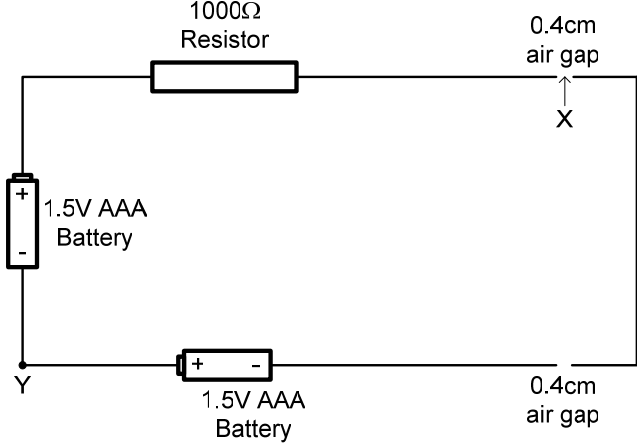 1000Ω
Resistor
0.4cm
air gap
X
+
1.5V AAA
Battery
-
Y
+ -
1.5V AAA
Battery
0.4cm
air gap